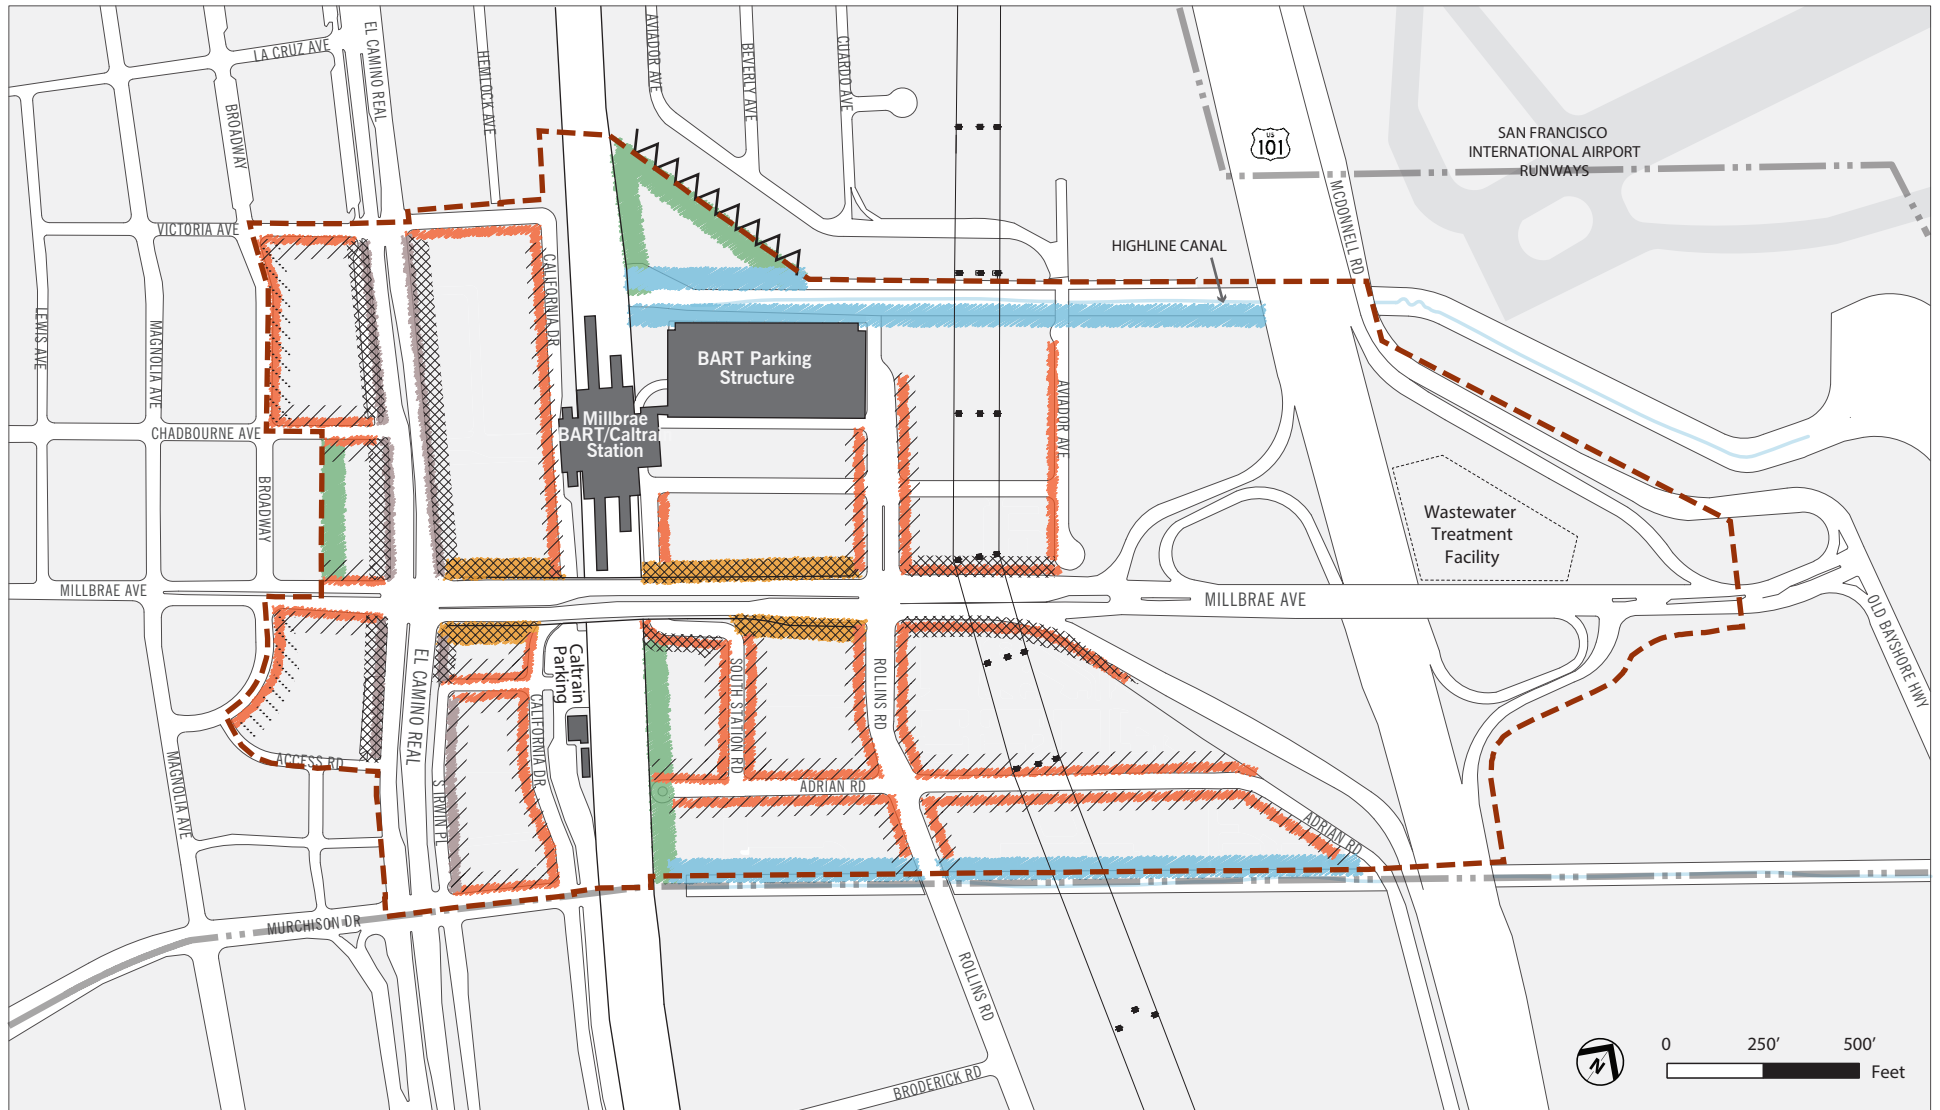 LA CRUZ AVE
EL CAMINO REAL
BROADWAY
HEMLOCK AVE
AVIADOR AVE
BEVERLY AVE
CUARDO AVE
US
101
SAN FRANCISCO
INTERNATIONAL AIRPORT
RUNWAYS
MCDONNELL RD
VICTORIA AVE
HIGHLINE CANAL
CALIFORNIA DR
LEWIS AVE
MAGNOLIA AVE
BART Parking
Structure
AVIADOR AVE
CHADBOURNE AVE
Millbrae
BART/Caltrai
Station
BROADWAY
Wastewater
Treatment
Facility
MILLBRAE AVE
MILLBRAE AVE
OLD BAYSHORE HWY
EL CAMINO REAL
Caltrain
Parking
SOUTH STATION RD
ROLLINS RD
CALIFORNIA DR
ACCESS RD
MAGNOLIA AVE
S IRWIN PL
ADRIAN RD
ADRIAN RD
MURCHISON DR
ROLLINS RD
BRODERICK RD
N
0 250' 500'
Feet